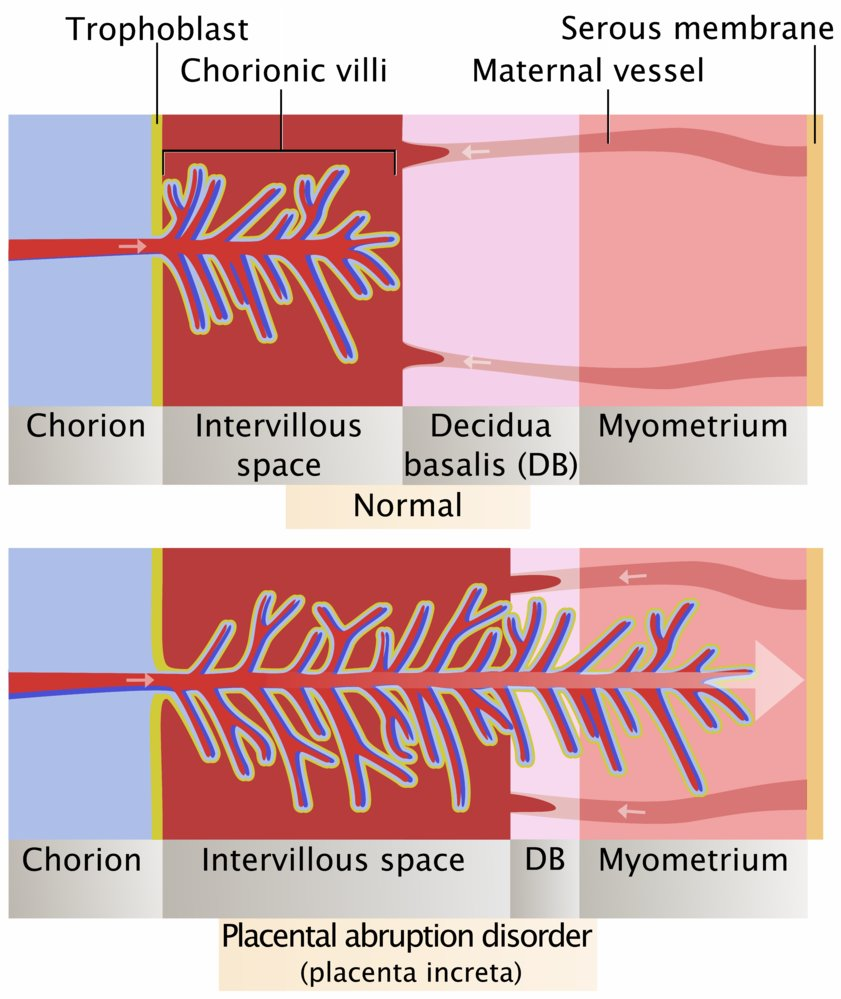 Trophoblast
Serous membrane
Chorionic villi
Maternal vessel
Chorion
Intervillous
space
Decidua
basalis (DB)
Myometrium
Normal
Chorion
Intervillous space
DB
Myometrium
Placental abruption disorder
(placenta increta)